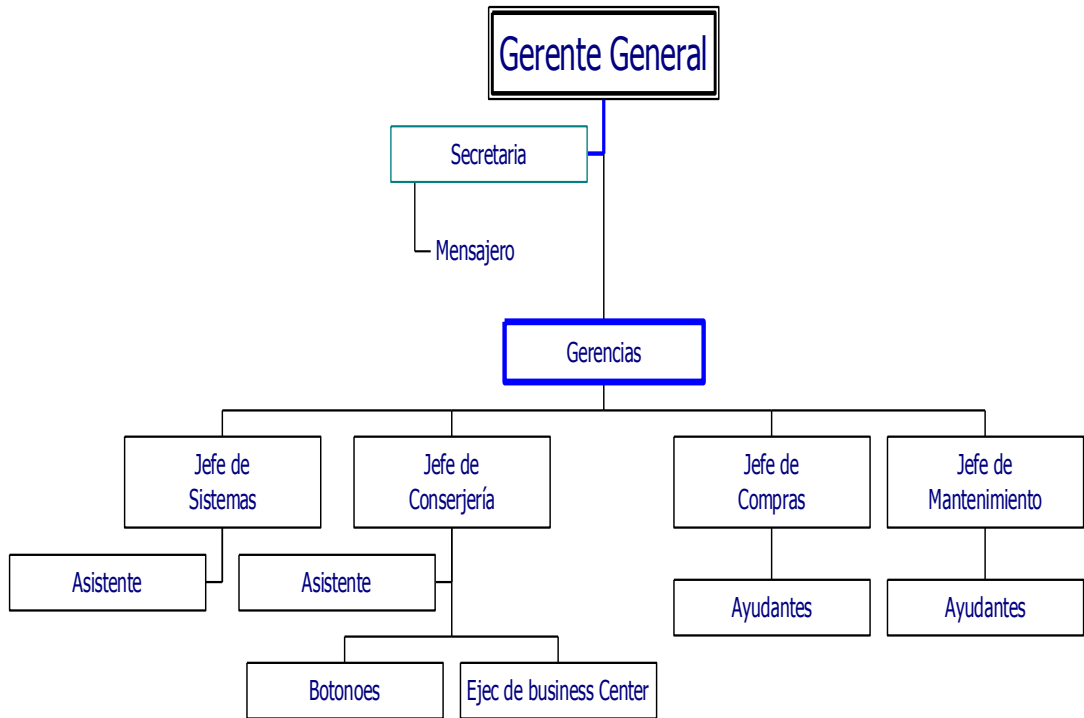 Gerente General
Secretaria
Mensajero
Gerencias
Jefe de
Sistemas
Jefe de
Conserjería
Jefe de
Compras
Jefe de
Mantenimiento
Asistente
Asistente
Ayudantes
Ayudantes
Botonoes
Ejec de business Center